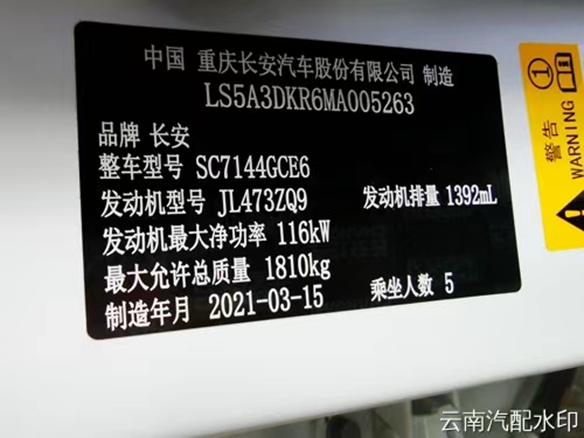 中国 重庆长安汽车股份有限公司 制造
LS5A3DKR6MA005263
品牌 长安
整车型号 SC7144GCE6
发动机型号 JL473ZQ9 发动机排量 1392mL
发动机最大净功率 116kW
最大允许总质量 1810kg
制造年月 2021-03-15 乘坐人数 5
①
警告
WARNING
云南汽配水印